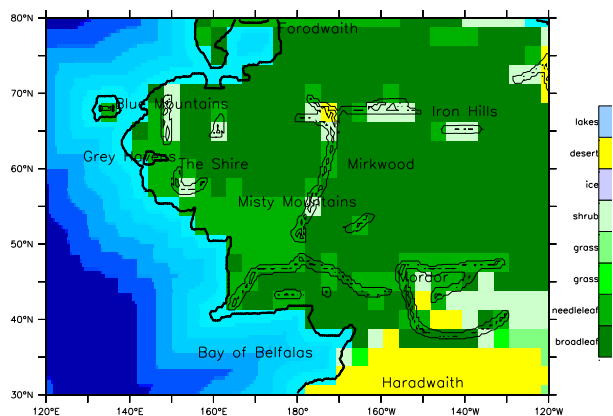 80°N
Forodwaith
70°N
Blue Mountains
Iron Hills
Grey Havens
The Shire
Mirkwood
60°N
Misty Mountains
50°N
Mordor
40°N
Bay of Belfalas
Haradwaith
30°N
120°E 140°E 160°E 180°W 160°W 140°W 120°W
lakes
desert
ice
shrub
grass
grass
needleleaf
broadleaf